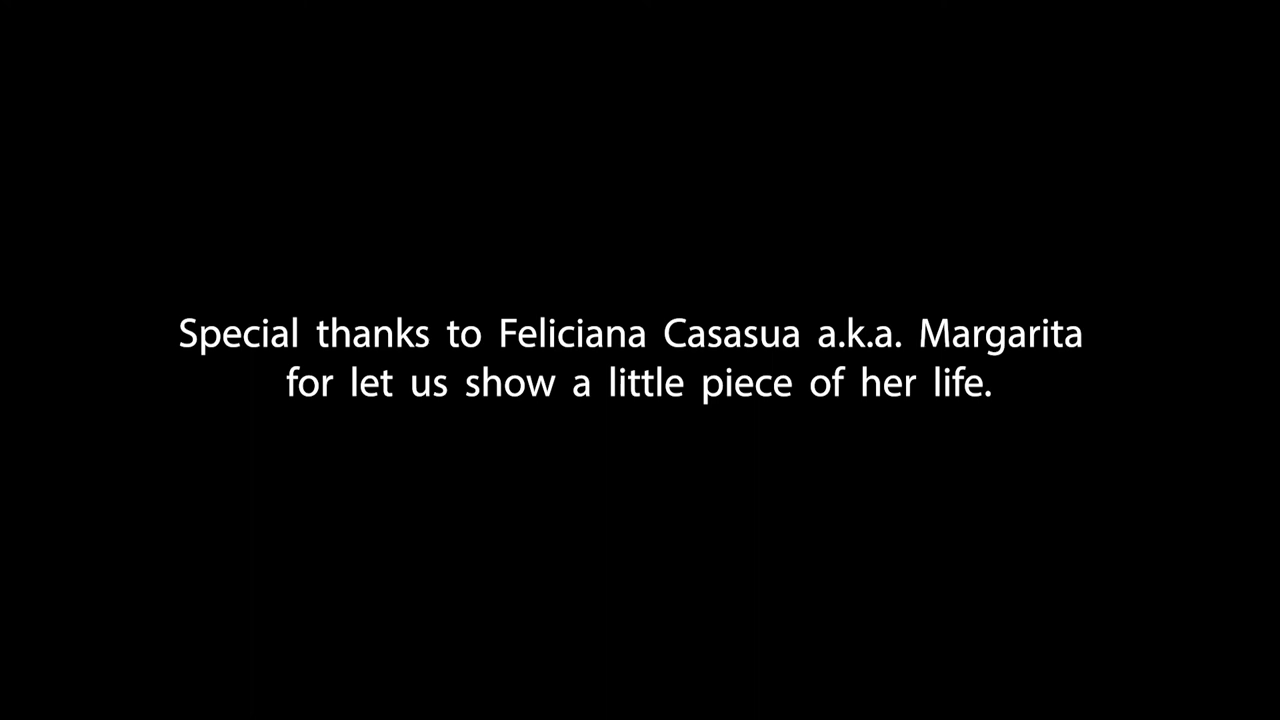 Special thanks to Feliciana Casasua a.k.a. Margarita
for let us show a little piece of her life.